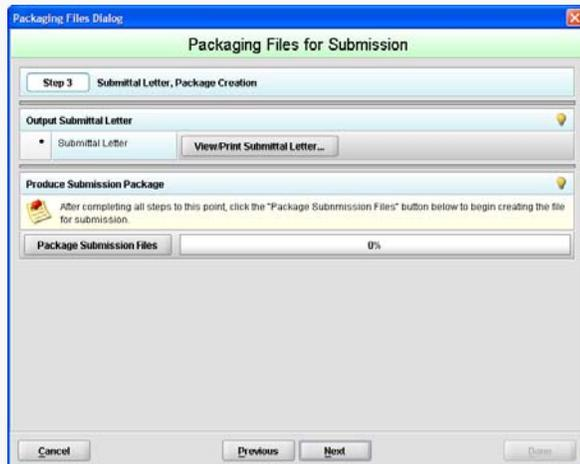 Packaging Files Dialog
Packaging Files for Submission
Step 3 Submittal Letter, Package Creation
Output Submittal Letter
* Submittal Letter View/Print Submittal Letter...
Produce Submission Package
After completing all steps to this point, click the "Package Subnmission Files" button below to begin creating the file
for submission.
Package Submission Files 0%
Cancel Previous Next Done